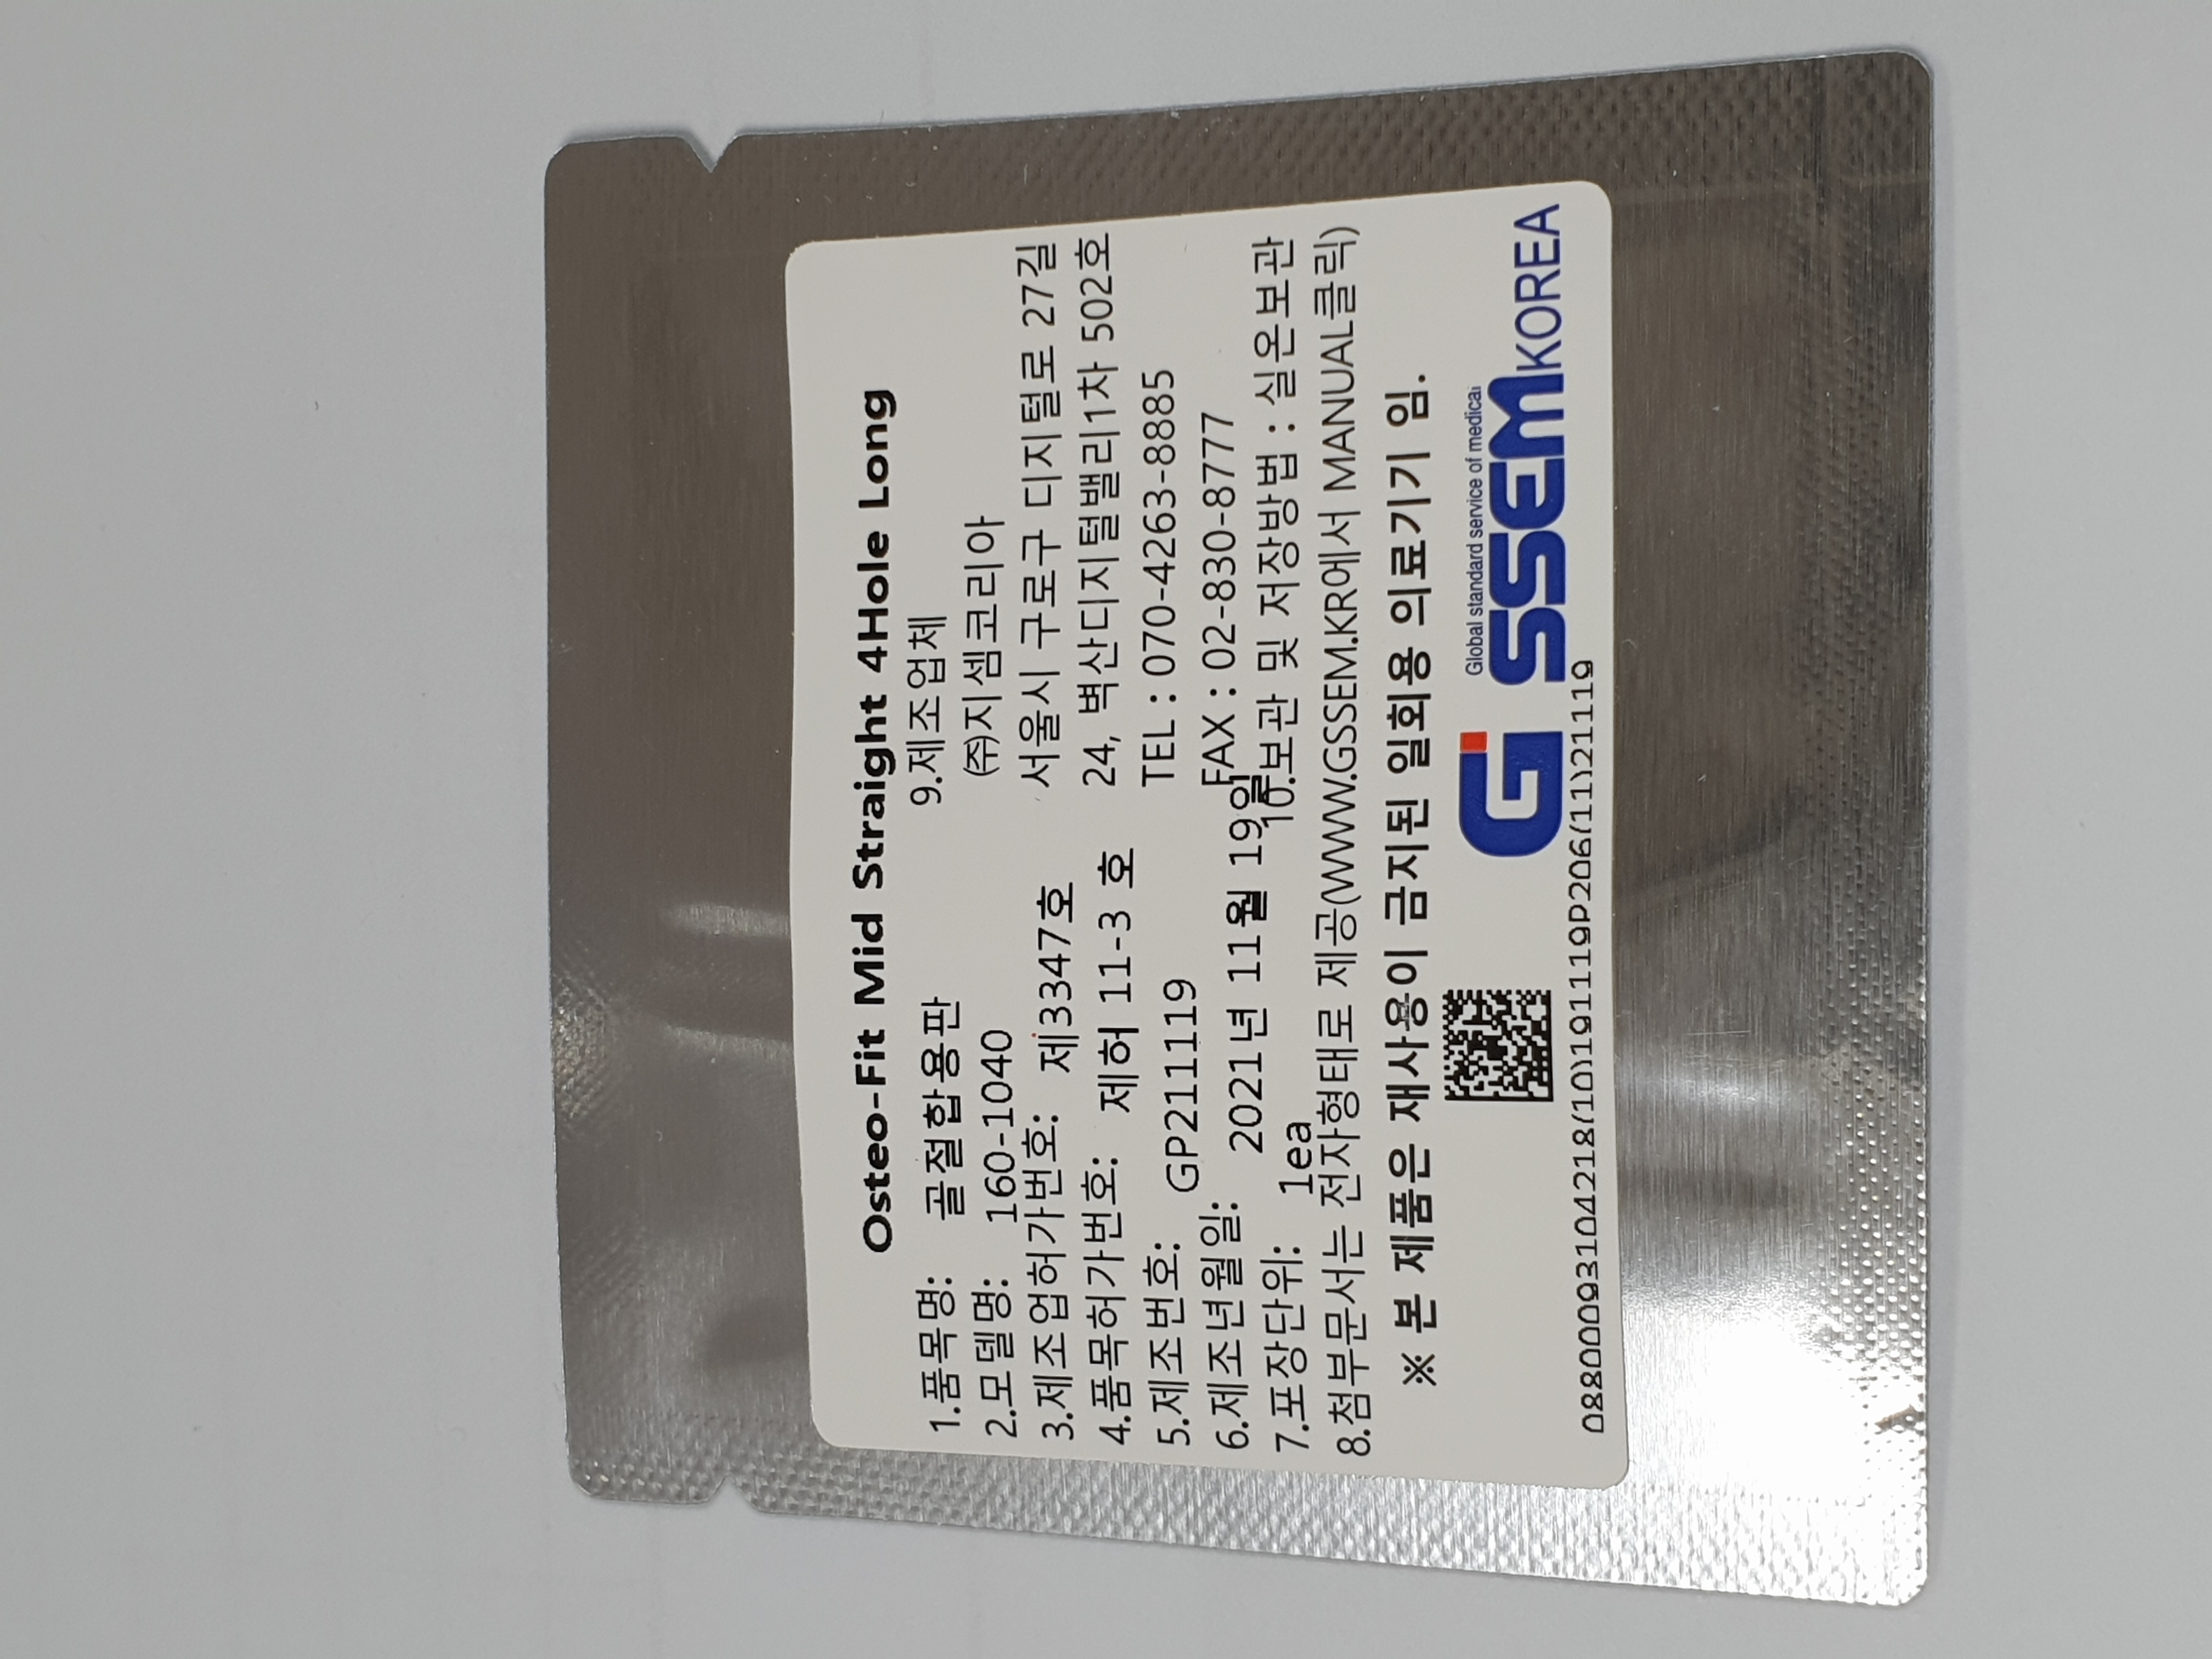 Osteo-Fit Mid Straight 4Hole Long
1.품목명: 골절합용판
2.모델명: 160-1040
3.제조업허가번호: 제3347호
4.품목허가번호: 제허 11-3 호
5.제조번호: GP211119
6.제조년월일: 2021년 11월 19일
7.포장단위: 1ea
9.제조업체
㈜지쎔코리아
서울시 구로구 디지털로 27길
24, 벽산디지털밸리1차 502호
TEL : 070-4263-8885
FAX : 02-830-8777
10.보관 및 저장방법 : 실온보관
8.첨부문서는 전자형태로 제공(WWW.GSSEM.KR에서 MANUAL클릭)
※ 본 제품은 재사용이 금지된 일회용 의료기기 임.
Global standard service of medical
G SSEM KOREA
08800093104218(10)191119P206(11)211119